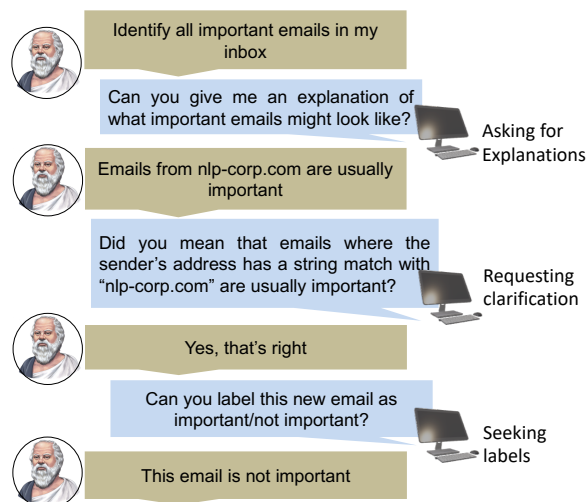 Identify all important emails in my
inbox
Can you give me an explanation of
what important emails might look like?
Asking for
Explanations
Emails from nlp-corp.com are usually
important
Did you mean that emails where the
sender's address has a string match with
“nlp-corp.com” are usually important?
Requesting
clarification
Yes, that's right
Can you label this new email as
important/not important?
Seeking
labels
This email is not important